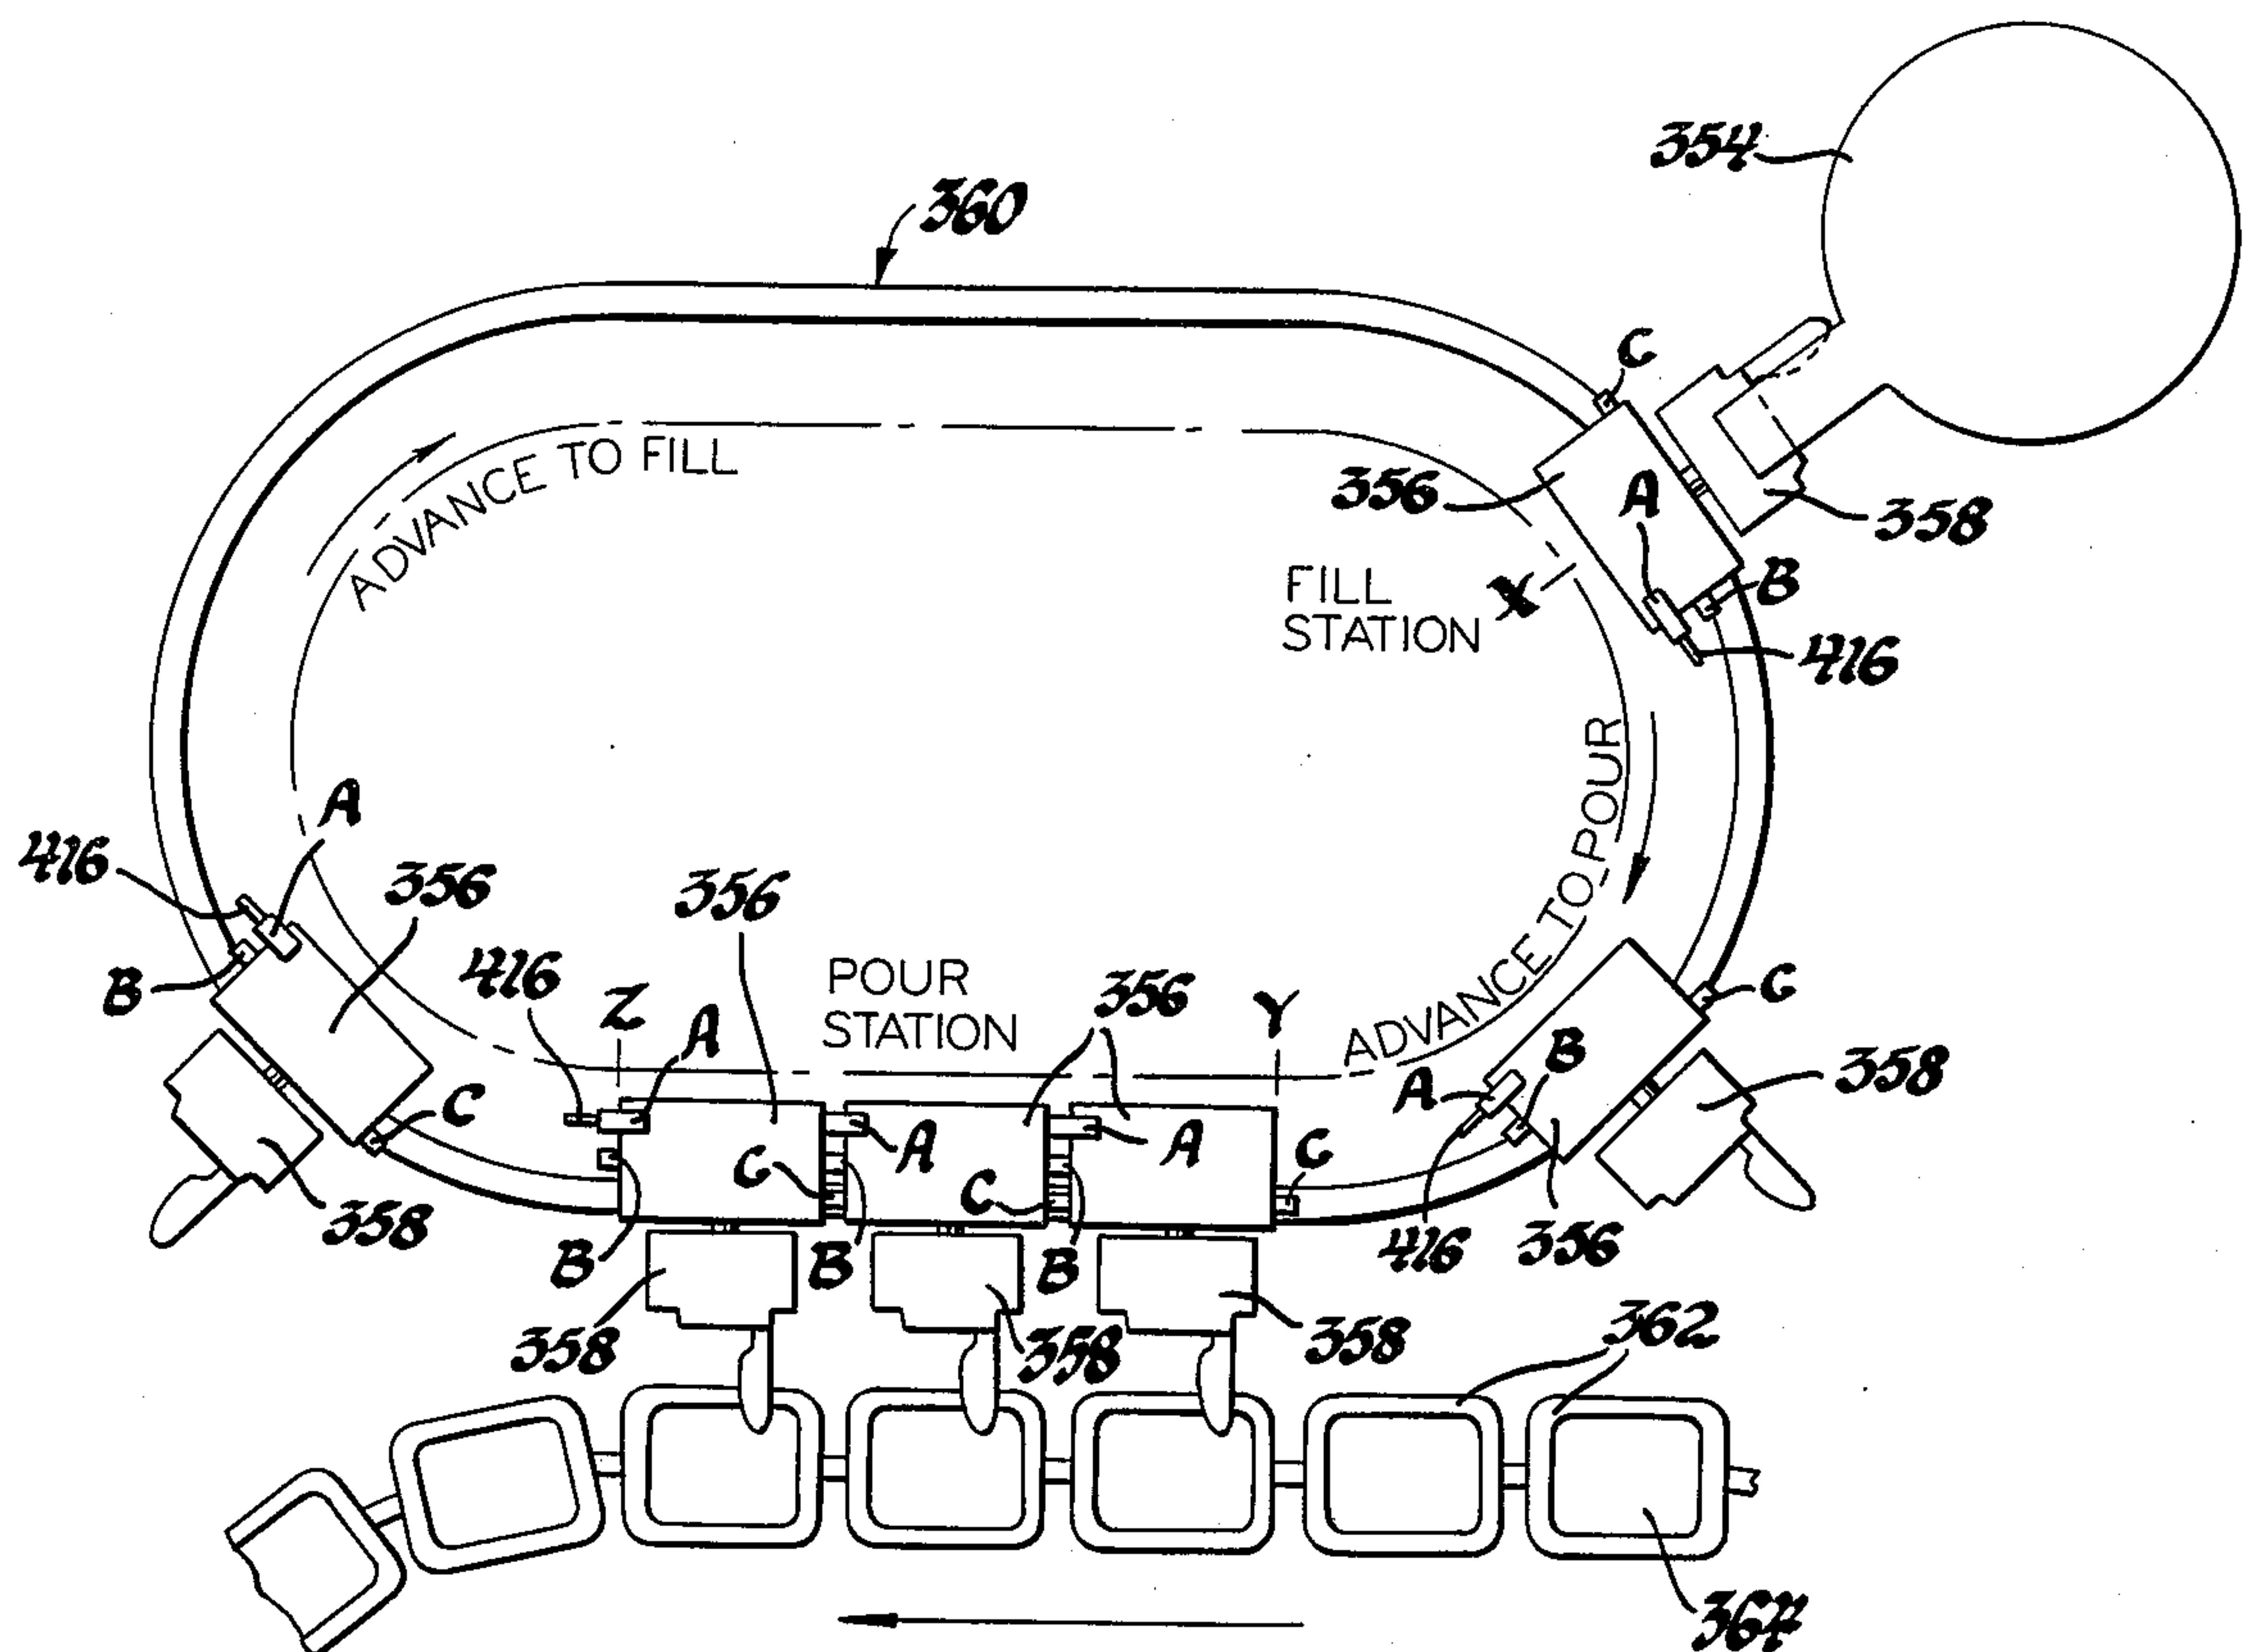 354
360
C
ADVANCE TO FILL
356
A
358
FILL
STATION
X
B
416
ADVANCE TO POUR
A
416
356
356
B
416
Z
A
POUR
STATION
356
Y
C
B
A
358
C
A
A
C
C
C
358
B
B
B
416
356
358
358
358
362
364